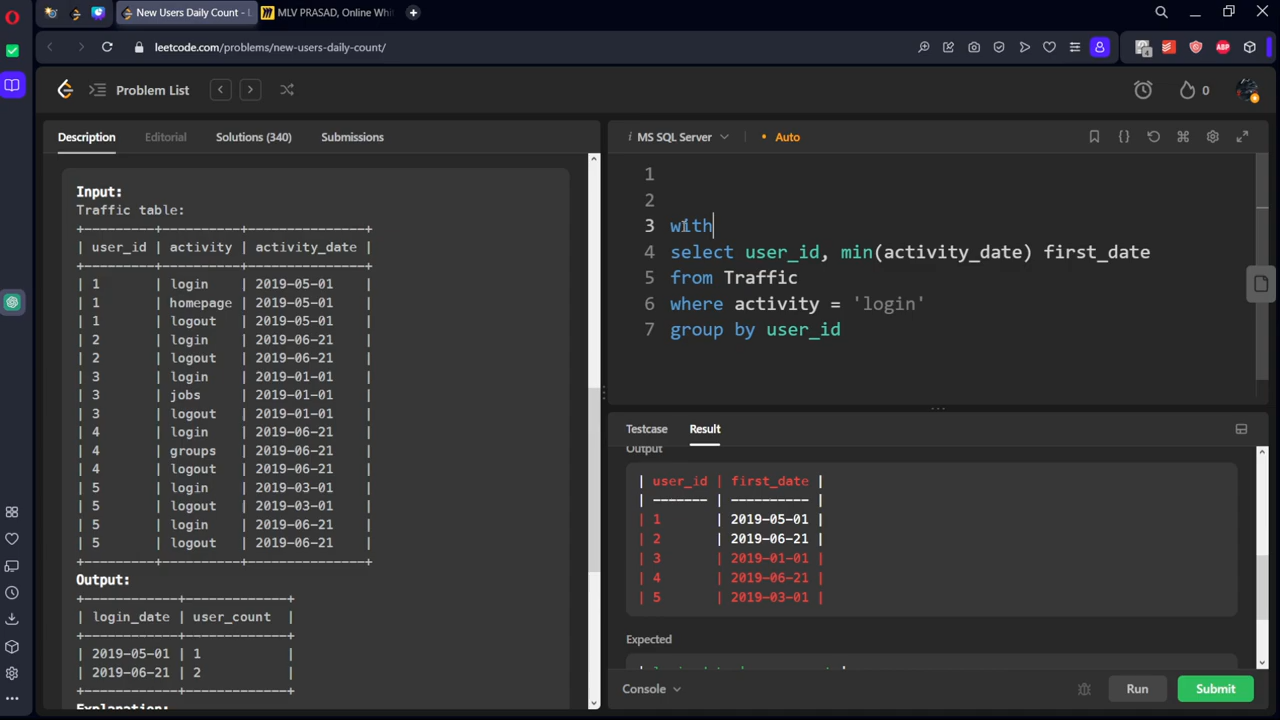 New Users Daily Count - L
MLV PRASAD, Online Whit
leetcode.com/problems/new-users-daily-count/
Problem List
0
Description
Editorial
Solutions (340)
Submissions
Input:
Traffic table:
+---------+----------+---------------+
| user_id | activity | activity_date |
+---------+----------+---------------+
| 1 | login | 2019-05-01 |
| 1 | homepage | 2019-05-01 |
| 1 | logout | 2019-05-01 |
| 2 | login | 2019-06-21 |
| 2 | logout | 2019-06-21 |
| 3 | login | 2019-01-01 |
| 3 | jobs | 2019-01-01 |
| 3 | logout | 2019-01-01 |
| 4 | login | 2019-06-21 |
| 4 | groups | 2019-06-21 |
| 4 | logout | 2019-06-21 |
| 5 | login | 2019-03-01 |
| 5 | logout | 2019-03-01 |
| 5 | login | 2019-06-21 |
| 5 | logout | 2019-06-21 |
+---------+----------+---------------+
Output:
+------------+-------------+
| login_date | user_count |
+------------+-------------+
| 2019-05-01 | 1 |
| 2019-06-21 | 2 |
+------------+-------------+
i MS SQL Server
Auto
1
2
3 with
4 select user_id, min(activity_date) first_date
5 from Traffic
6 where activity = 'login'
7 group by user_id
Testcase
Result
Output
| user_id | first_date |
| ------- | ---------- |
| 1 | 2019-05-01 |
| 2 | 2019-06-21 |
| 3 | 2019-01-01 |
| 4 | 2019-06-21 |
| 5 | 2019-03-01 |
Expected
Console
Run
Submit